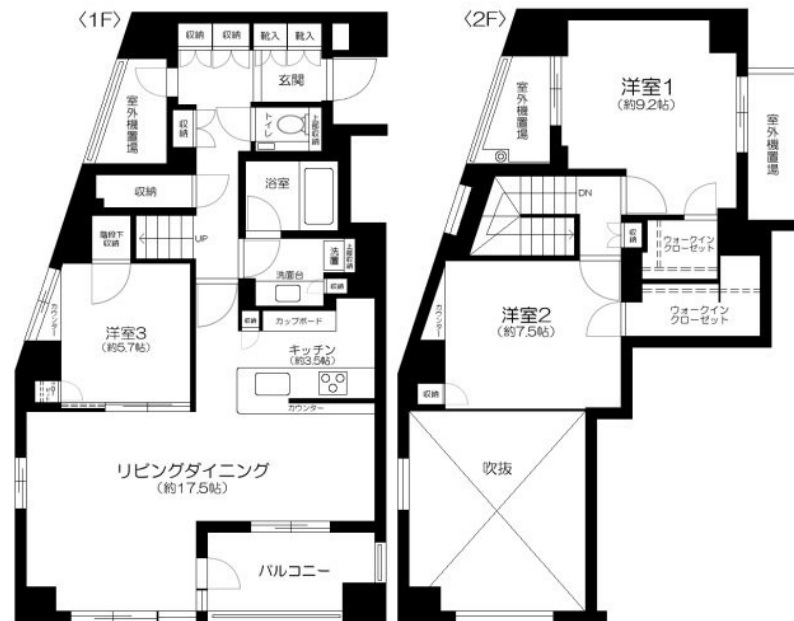 〈1F〉
収納
収納
靴入
靴入
玄関
室外機置場
収納
トイレ
上部収納
収納
浴室
階段下
収納
UP
洗濯
上部収納
洗面台
収納
カウンター
洋室3
(約5.7帖)
収納
カップボード
キッチン
(約3.5帖)
カウンター
リビングダイニング
(約17.5帖)
バルコニー
〈2F〉
洋室1
(約9.2帖)
室外機置場
室外機置場
DN
収納
ウォークイン
クローゼット
ウォークイン
クローゼット
カウンター
洋室2
(約7.5帖)
収納
吹抜